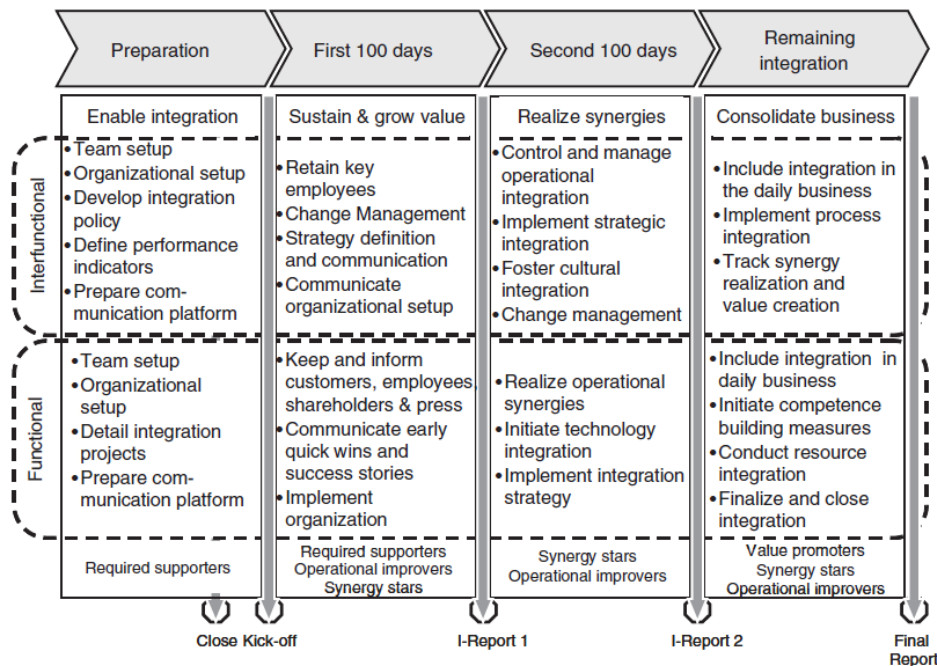 Preparation
First 100 days
Second 100 days
Remaining
integration
Enable integration
Sustain & grow value
Realize synergies
Consolidate business
Interfunctional
•Team setup
•Organizational setup
•Develop integration
policy
•Define performance
indicators
•Prepare com-
munication platform
•Retain key
employees
•Change Management
•Strategy definition
and communication
•Communicate
organizational setup
•Control and manage
operational
integration
•Implement strategic
integration
•Foster cultural
integration
•Change management
•Include integration in
the daily business
•Implement process
integration
•Track synergy
realization and
value creation
Functional
•Team setup
•Organizational
setup
•Detail integration
projects
•Prepare com-
munication platform
•Keep and inform
customers, employees,
shareholders & press
•Communicate early
quick wins and
success stories
•Implement
organization
•Realize operational
synergies
•Initiate technology
integration
•Implement integration
strategy
•Include integration in
daily business
•Initiate competence
building measures
•Conduct resource
integration
•Finalize and close
integration
Required supporters
Required supporters
Operational improvers
Synergy stars
Synergy stars
Operational improvers
Value promoters
Synergy stars
Operational improvers
Close Kick-off
I-Report 1
I-Report 2
Final
Report